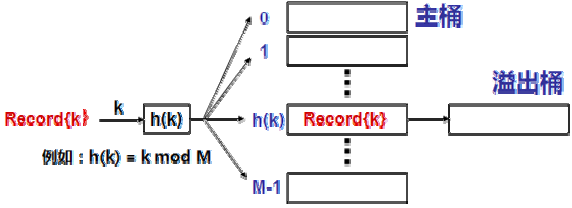 0
主桶
1
溢出桶
Record{k}
k
h(k)
h(k)
Record{k}
例如：h(k) = k mod M
M-1